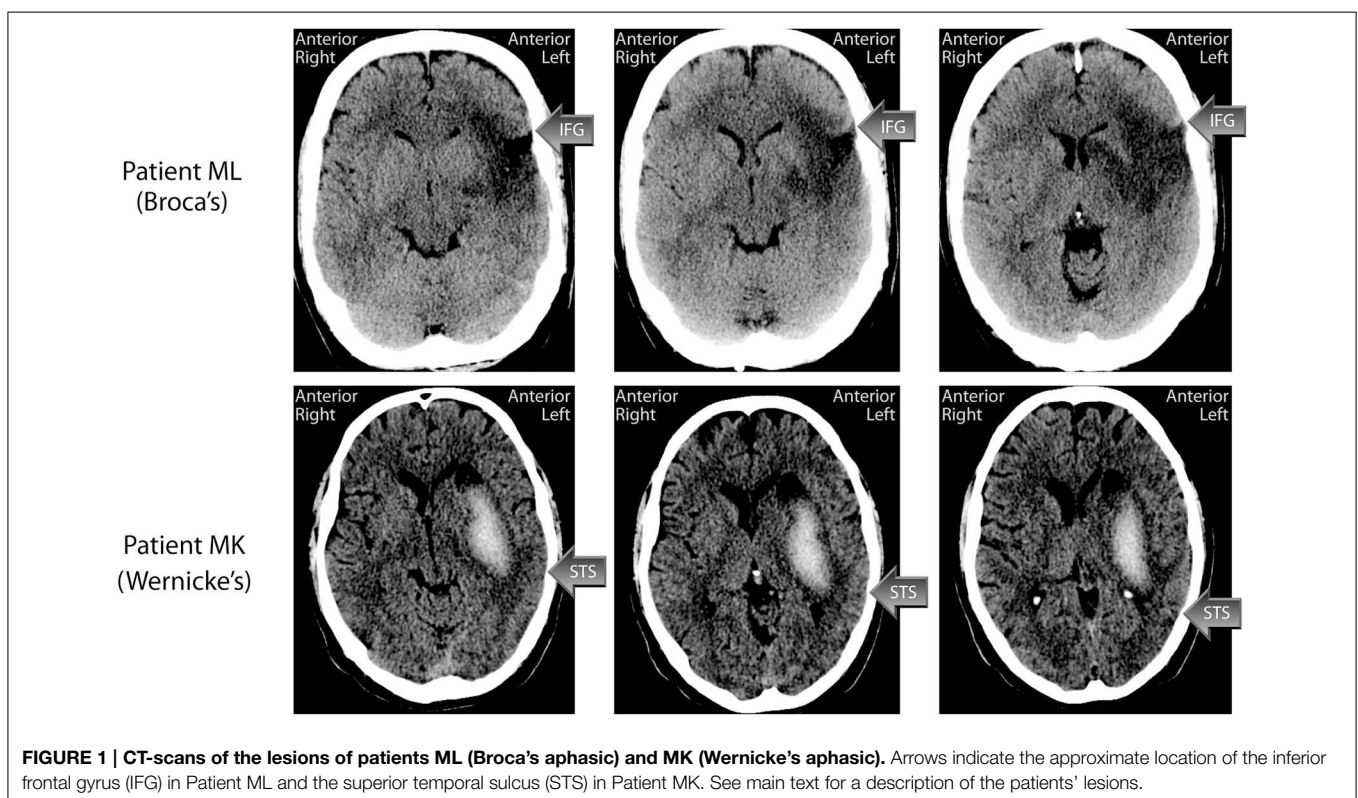 Anterior Right
Anterior Left
Anterior Right
Anterior Left
Anterior Right
Anterior Left
IFG
IFG
IFG
Patient ML
(Broca's)
Anterior Right
Anterior Left
Anterior Right
Anterior Left
Anterior Right
Anterior Left
STS
STS
STS
Patient MK
(Wernicke's)
FIGURE 1 | CT-scans of the lesions of patients ML (Broca's aphasic) and MK (Wernicke's aphasic). Arrows indicate the approximate location of the inferior
frontal gyrus (IFG) in Patient ML and the superior temporal sulcus (STS) in Patient MK. See main text for a description of the patients' lesions.